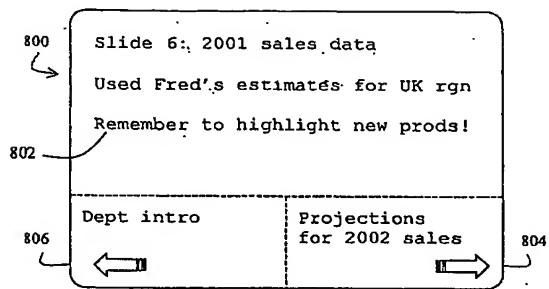 800
Slide 6: 2001 sales data
Used Fred's estimates for UK rgn
Remember to highlight new prods!
802
Dept intro
Projections
for 2002 sales
806
804